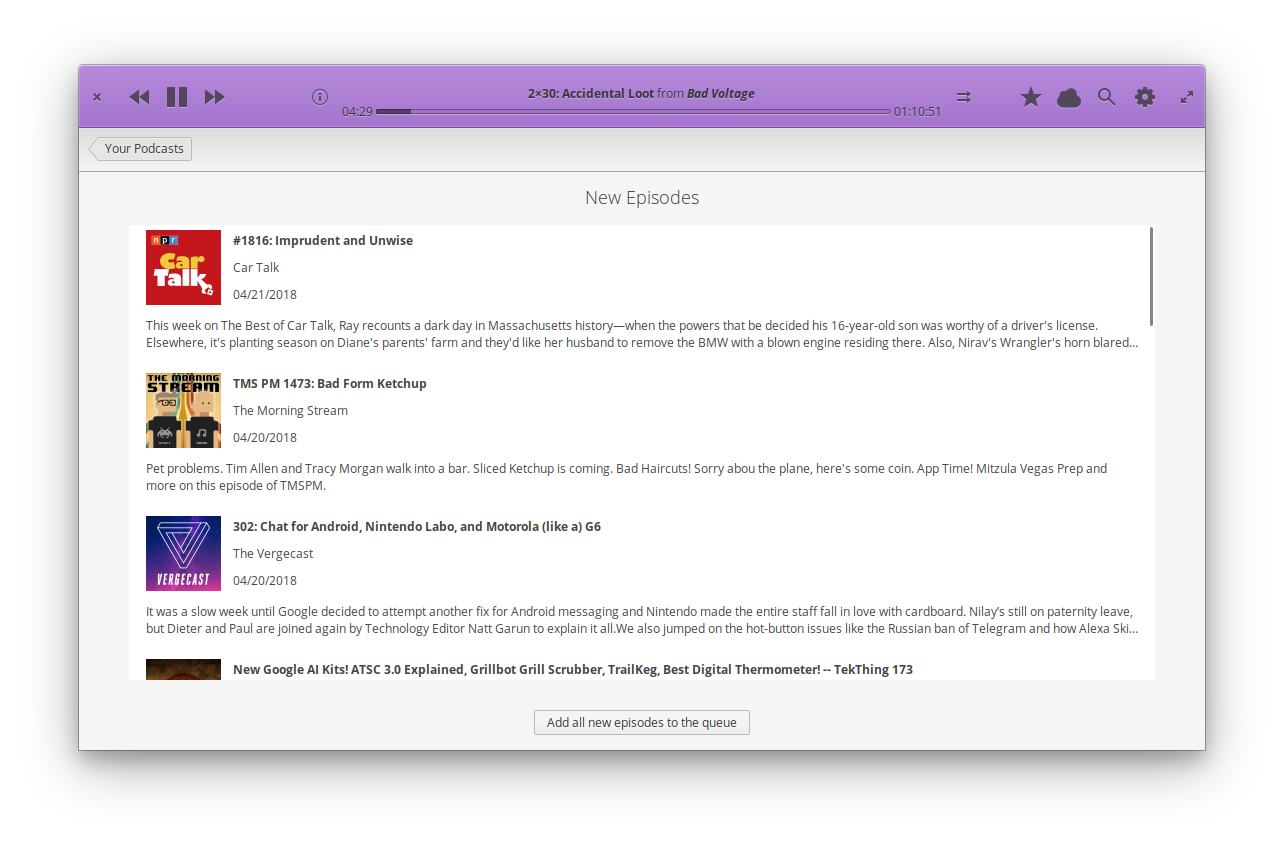 2×30: Accidental Loot from Bad Voltage
04:29 01:10:51
Your Podcasts
New Episodes
npr
Car
Talk
#1816: Imprudent and Unwise
Car Talk
04/21/2018
This week on The Best of Car Talk, Ray recounts a dark day in Massachusetts history—when the powers that be decided his 16-year-old son was worthy of a driver's license.
Elsewhere, it's planting season on Diane's parents' farm and they'd like her husband to remove the BMW with a blown engine residing there. Also, Nirav's Wrangler's horn blared...
THE MORNING
STREAM
TMS PM 1473: Bad Form Ketchup
The Morning Stream
04/20/2018
Pet problems. Tim Allen and Tracy Morgan walk into a bar. Sliced Ketchup is coming. Bad Haircuts! Sorry abou the plane, here's some coin. App Time! Mitzula Vegas Prep and
more on this episode of TMSPM.
VERGECAST
302: Chat for Android, Nintendo Labo, and Motorola (like a) G6
The Vergecast
04/20/2018
It was a slow week until Google decided to attempt another fix for Android messaging and Nintendo made the entire staff fall in love with cardboard. Nilay’s still on paternity leave,
but Dieter and Paul are joined again by Technology Editor Natt Garun to explain it all.We also jumped on the hot-button issues like the Russian ban of Telegram and how Alexa Ski...
New Google AI Kits! ATSC 3.0 Explained, Grillbot Grill Scrubber, TrailKeg, Best Digital Thermometer! -- TekThing 173
Add all new episodes to the queue